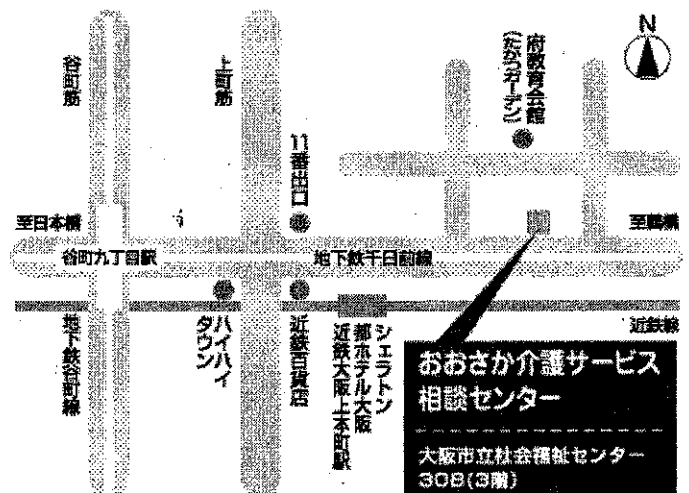 N
谷町筋
上町筋
府教育会館
(たかつガーデン)
11番出口
至日本橋
至鶴橋
谷町九丁目駅
地下鉄千日前線
近鉄線
地下鉄谷町線
ハイハイ
タウン
近鉄百貨店
シェラトン
都ホテル大阪
近鉄大阪上本町駅
おおさか介護サービス
相談センター
大阪市立社会福祉センター
308(3階)